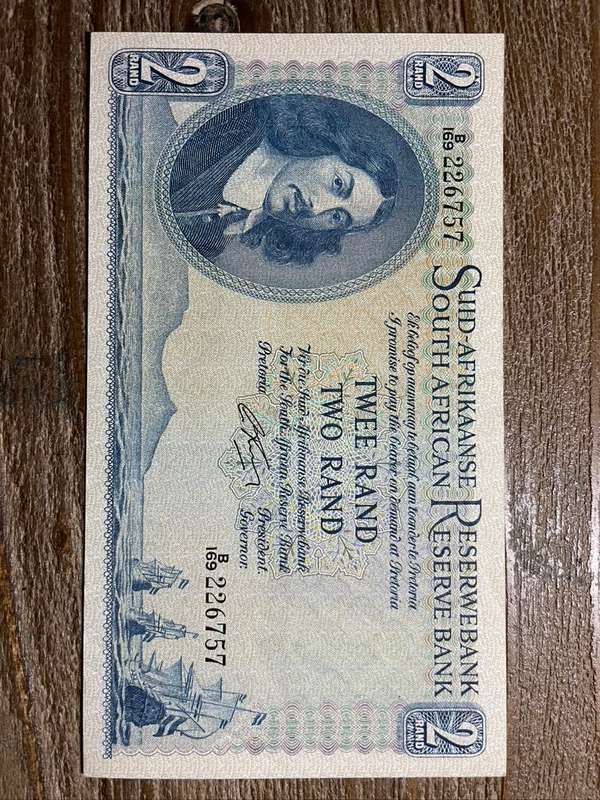 2
RAND
2
RAND
B
169 226757
SUID-AFRIKAANSE RESERWEBANK
SOUTH AFRICAN RESERVE BANK
Ek beloof op aanvraag te betaal aan toonder te Pretoria
I promise to pay the bearer on demand at Pretoria
TWEE RAND
TWO RAND
Vir die Suid-Afrikaanse Reserwebank
For the South African Reserve Bank
Pretoria
President.
Governor.
B
169 226757
2
RAND